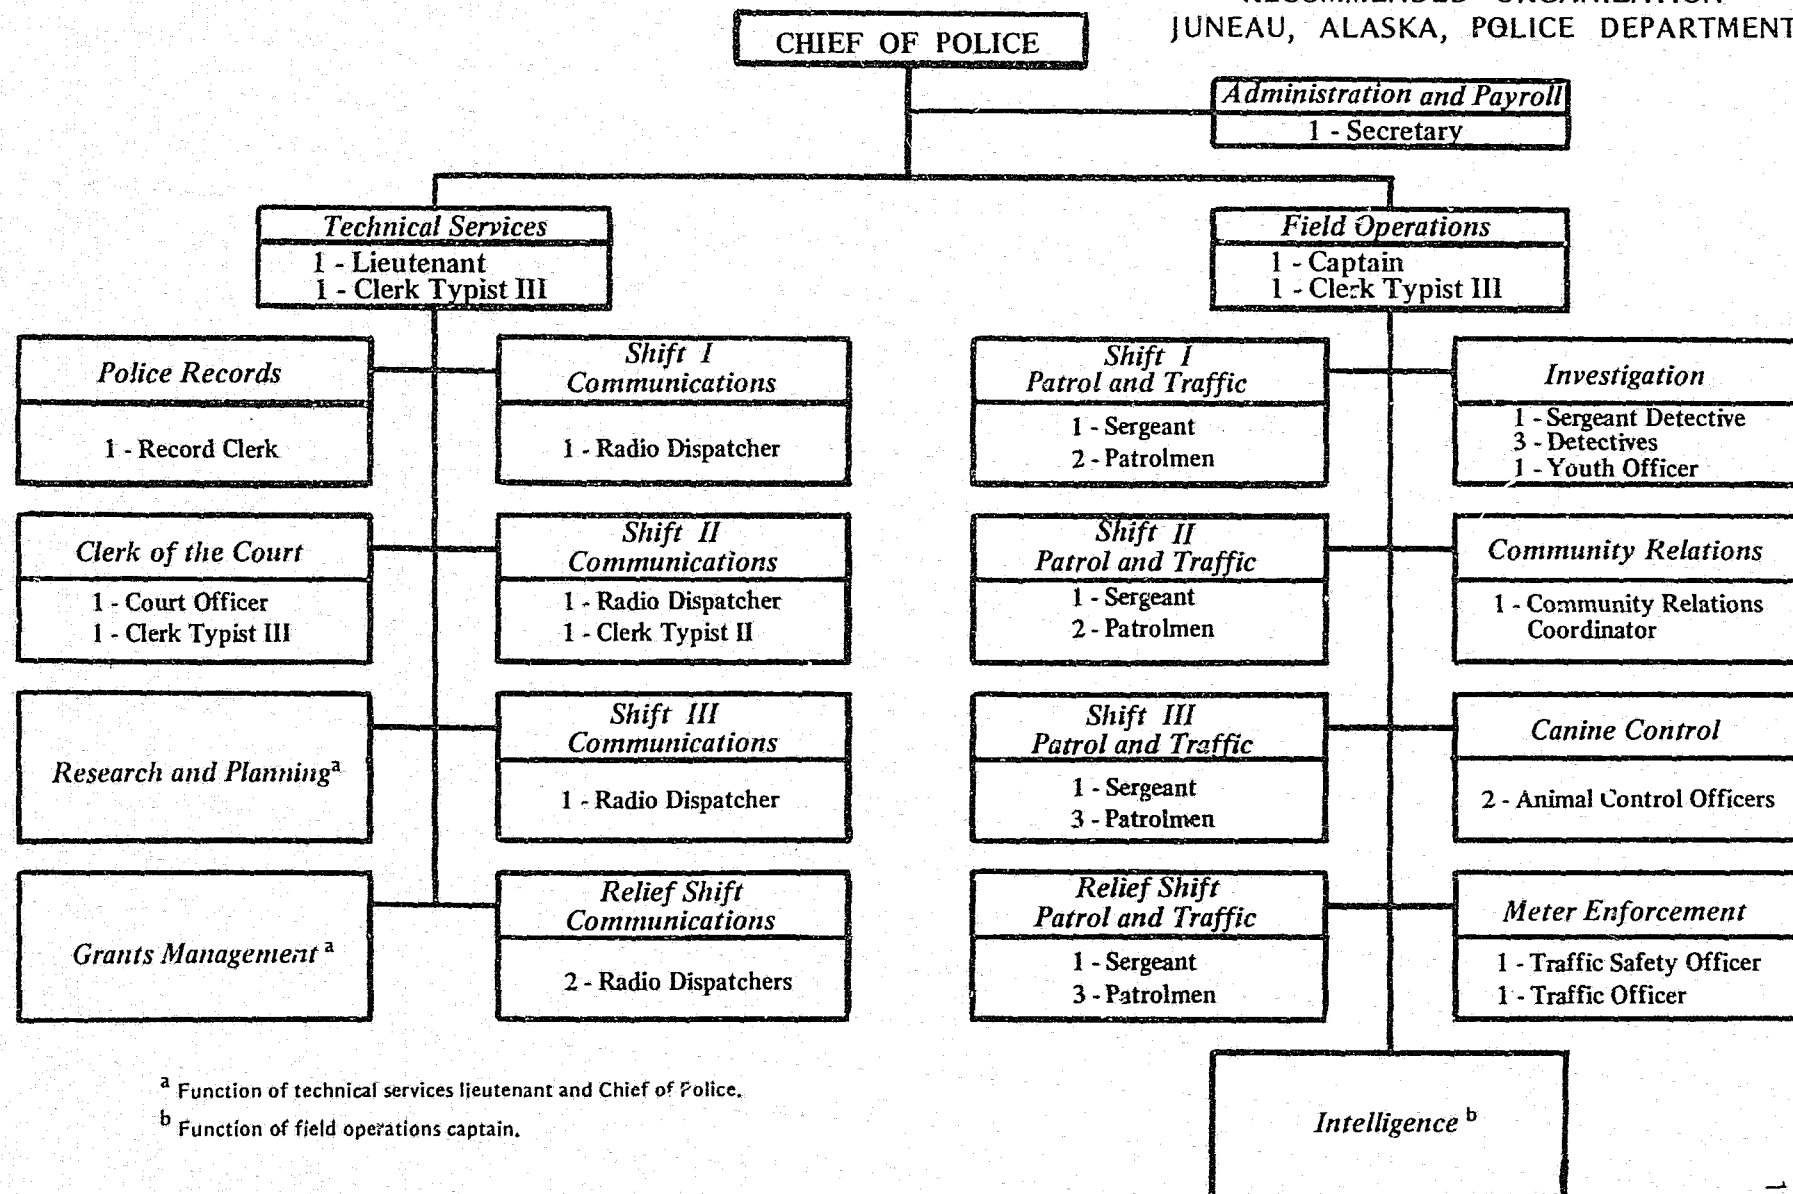 RECOMMENDED ORGANIZATION
JUNEAU, ALASKA, POLICE DEPARTMENT
CHIEF OF POLICE
Administration and Payroll
1 - Secretary
Technical Services
1 - Lieutenant
1 - Clerk Typist III
Field Operations
1 - Captain
1 - Clerk Typist III
Police Records
1 - Record Clerk
Shift I
Communications
1 - Radio Dispatcher
Shift I
Patrol and Traffic
1 - Sergeant
2 - Patrolmen
Investigation
1 - Sergeant Detective
3 - Detectives
1 - Youth Officer
Clerk of the Court
1 - Court Officer
1 - Clerk Typist III
Shift II
Communications
1 - Radio Dispatcher
1 - Clerk Typist II
Shift II
Patrol and Traffic
1 - Sergeant
2 - Patrolmen
Community Relations
1 - Community Relations
Coordinator
Research and Planning a
Shift III
Communications
1 - Radio Dispatcher
Shift III
Patrol and Traffic
1 - Sergeant
3 - Patrolmen
Canine Control
2 - Animal Control Officers
Grants Management a
Relief Shift
Communications
2 - Radio Dispatchers
Relief Shift
Patrol and Traffic
1 - Sergeant
3 - Patrolmen
Meter Enforcement
1 - Traffic Safety Officer
1 - Traffic Officer
Intelligence b
a Function of technical services lieutenant and Chief of Police.
b Function of field operations captain.